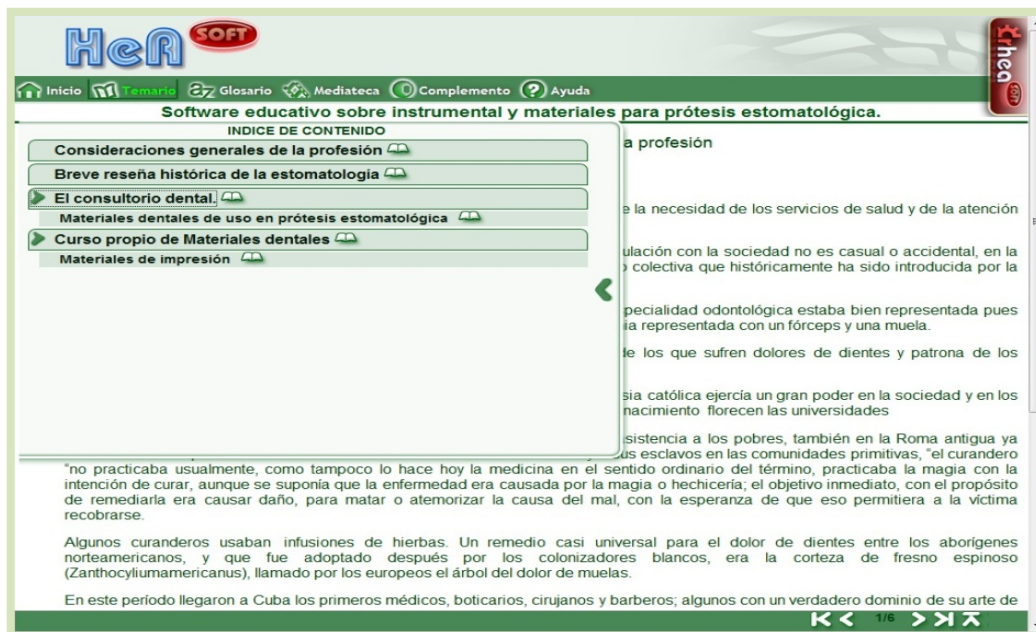 HeA SOFT
rhea SOFT
Inicio Temario Glosario Mediateca Complemento Ayuda
Software educativo sobre instrumental y materiales para prótesis estomatológica.
INDICE DE CONTENIDO
Consideraciones generales de la profesión
Breve reseña histórica de la estomatología
El consultorio dental.
Materiales dentales de uso en prótesis estomatológica
Curso propio de Materiales dentales
Materiales de impresión
a profesión
e la necesidad de los servicios de salud y de la atención
ulación con la sociedad no es casual o accidental, en la
colectiva que históricamente ha sido introducida por la
pecialidad odontológica estaba bien representada pues
ia representada con un fórceps y una muela.
de los que sufren dolores de dientes y patrona de los
sia católica ejercía un gran poder en la sociedad y en los
nacimiento florecen las universidades
sistencia a los pobres, también en la Roma antigua ya
us esclavos en las comunidades primitivas, "el curandero
"no practicaba usualmente, como tampoco lo hace hoy la medicina en el sentido ordinario del término, practicaba la magia con la
intención de curar, aunque se suponía que la enfermedad era causada por la magia o hechicería; el objetivo inmediato, con el propósito
de remediarla era causar daño, para matar o atemorizar la causa del mal, con la esperanza de que eso permitiera a la víctima
recobrarse.
Algunos curanderos usaban infusiones de hierbas. Un remedio casi universal para el dolor de dientes entre los aborígenes
norteamericanos, y que fue adoptado después por los colonizadores blancos, era la corteza de fresno espinoso
(Zanthocyliumamericanus), llamado por los europeos el árbol del dolor de muelas.
En este período llegaron a Cuba los primeros médicos, boticarios, cirujanos y barberos; algunos con un verdadero dominio de su arte de
1/6